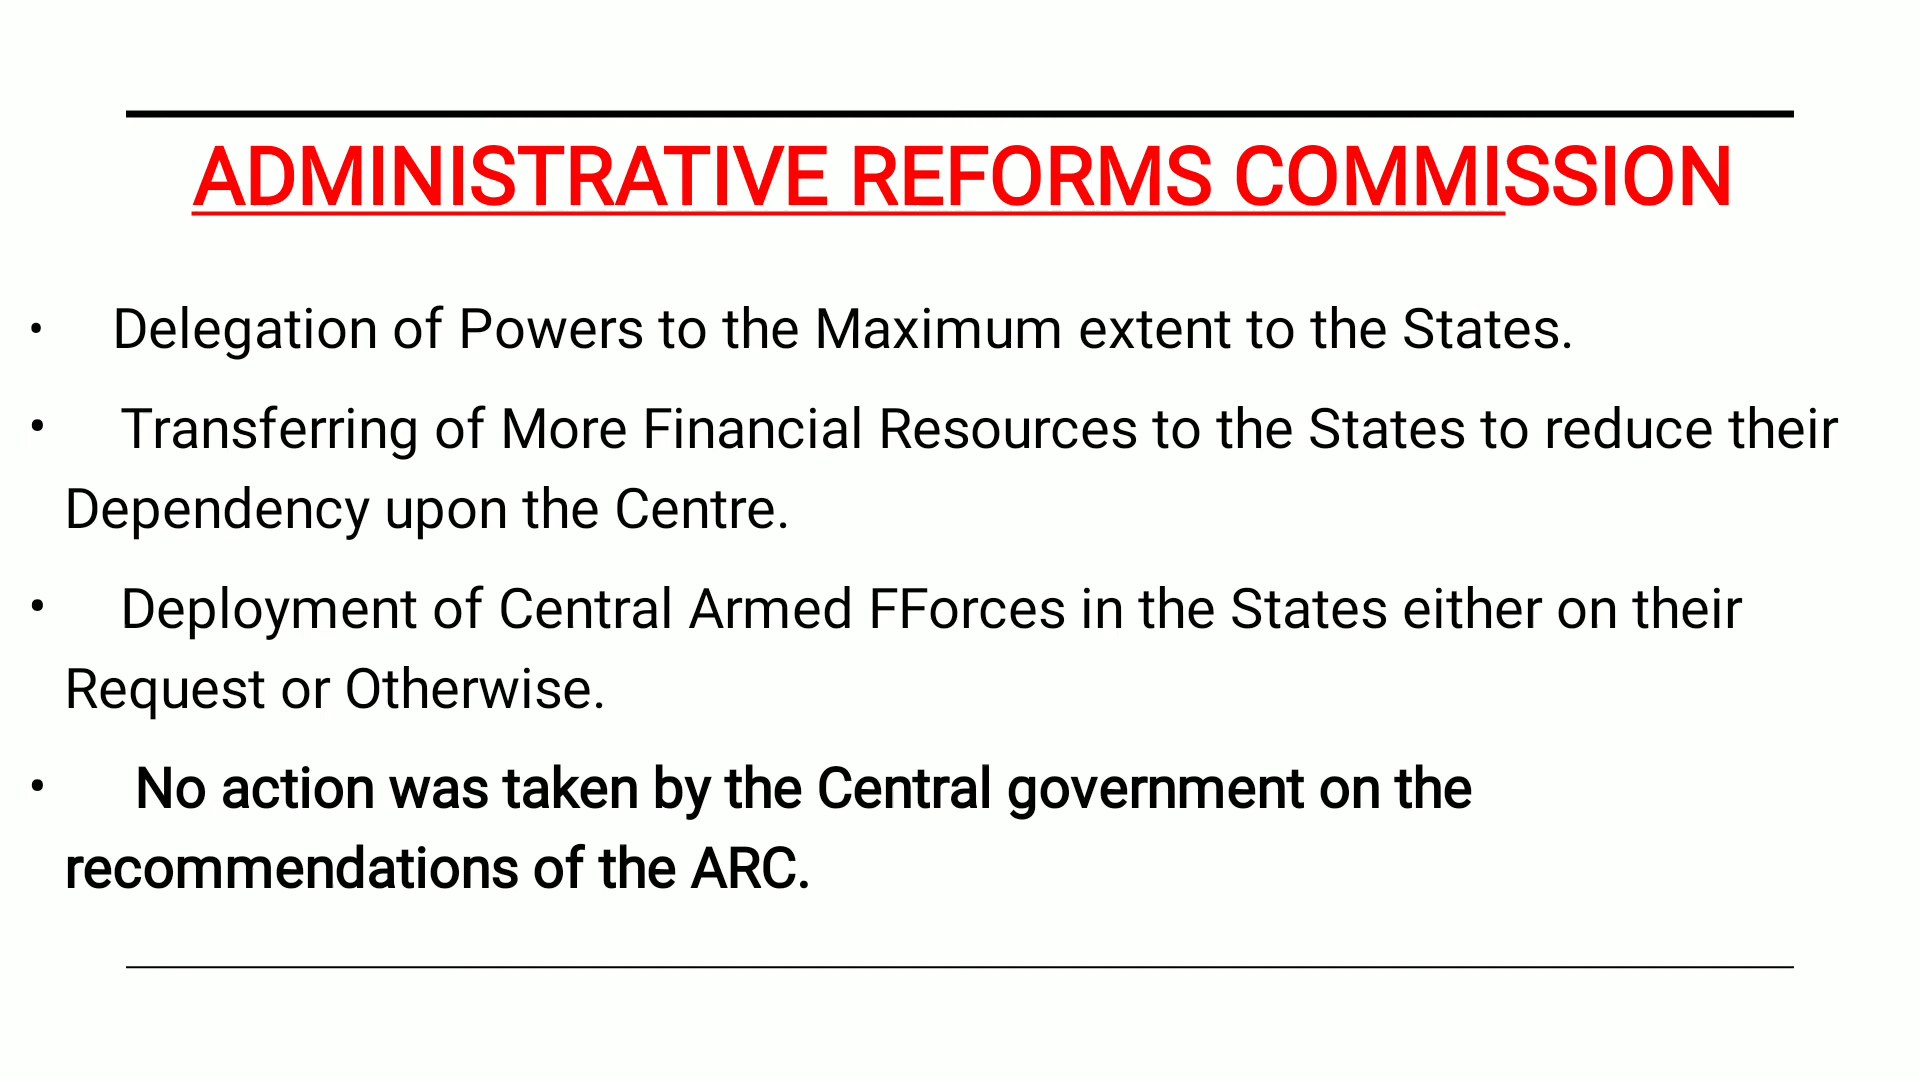 ADMINISTRATIVE REFORMS COMMISSION
• Delegation of Powers to the Maximum extent to the States.
• Transferring of More Financial Resources to the States to reduce their
Dependency upon the Centre.
• Deployment of Central Armed FForces in the States either on their
Request or Otherwise.
• No action was taken by the Central government on the
recommendations of the ARC.